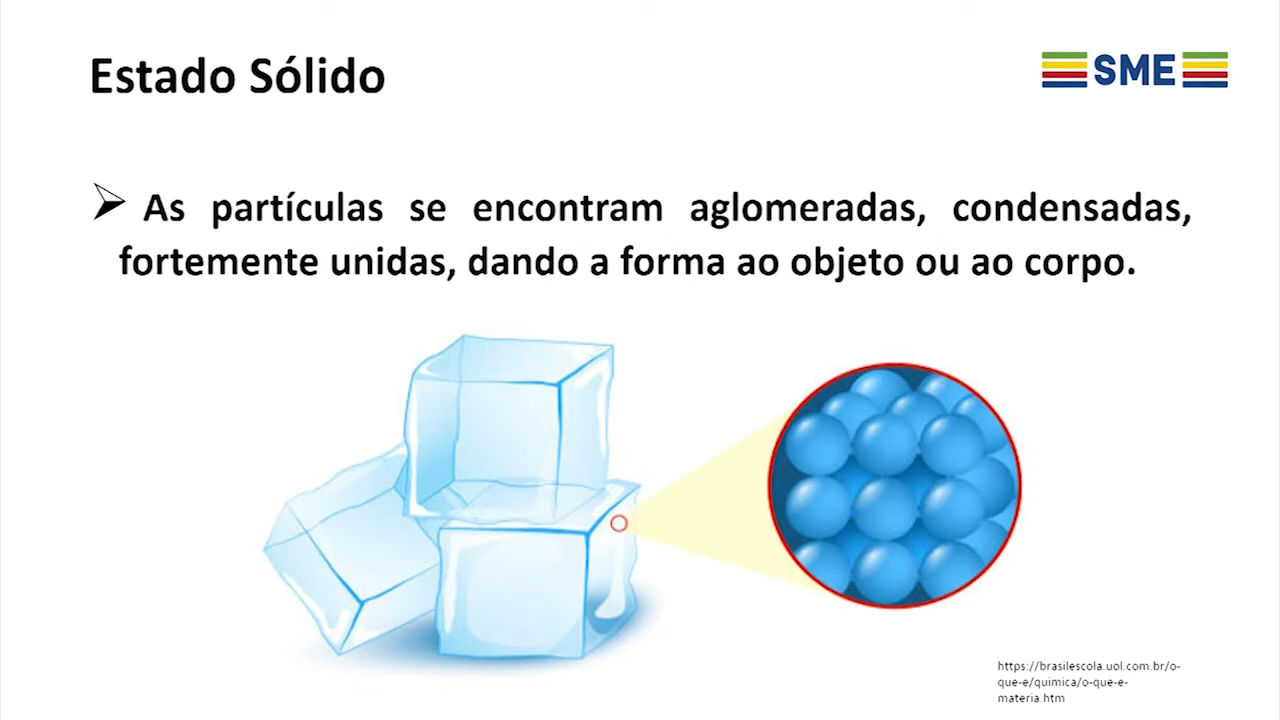 Estado Sólido
SME
As partículas se encontram aglomeradas, condensadas,
fortemente unidas, dando a forma ao objeto ou ao corpo.
https://brasilescola.uol.com.br/o-
que-e/quimica/o-que-e-
materia.htm